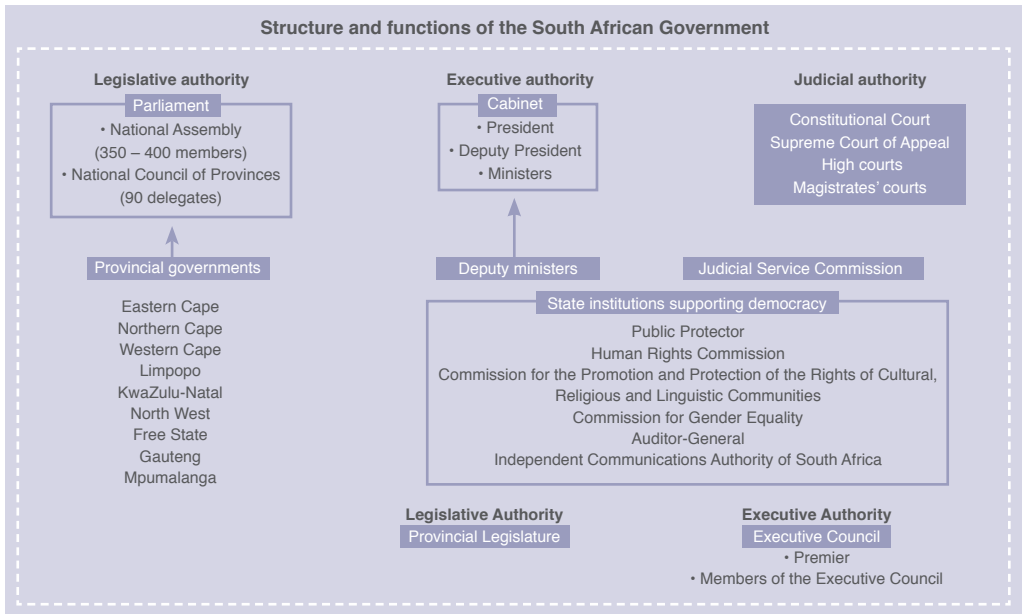 Structure and functions of the South African Government
Legislative authority
Parliament
• National Assembly
(350 – 400 members)
• National Council of Provinces
(90 delegates)
Provincial governments
Eastern Cape
Northern Cape
Western Cape
Limpopo
KwaZulu-Natal
North West
Free State
Gauteng
Mpumalanga
Executive authority
Cabinet
• President
• Deputy President
• Ministers
Deputy ministers
Judicial authority
Constitutional Court
Supreme Court of Appeal
High courts
Magistrates’ courts
Judicial Service Commission
State institutions supporting democracy
Public Protector
Human Rights Commission
Commission for the Promotion and Protection of the Rights of Cultural,
Religious and Linguistic Communities
Commission for Gender Equality
Auditor-General
Independent Communications Authority of South Africa
Legislative Authority
Provincial Legislature
Executive Authority
Executive Council
• Premier
• Members of the Executive Council